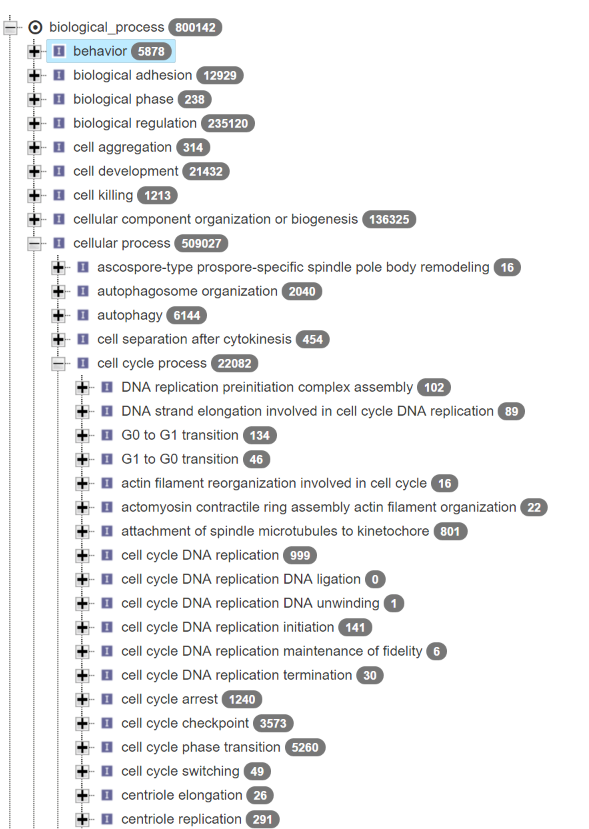 biological_process 800142
I behavior 5878
I biological adhesion 12929
I biological phase 238
I biological regulation 235120
I cell aggregation 314
I cell development 21432
I cell killing 1213
I cellular component organization or biogenesis 136325
I cellular process 509027
I ascospore-type prospore-specific spindle pole body remodeling 16
I autophagosome organization 2040
I autophagy 6144
I cell separation after cytokinesis 454
I cell cycle process 22082
I DNA replication preinitiation complex assembly 102
I DNA strand elongation involved in cell cycle DNA replication 89
I G0 to G1 transition 134
I G1 to G0 transition 46
I actin filament reorganization involved in cell cycle 16
I actomyosin contractile ring assembly actin filament organization 22
I attachment of spindle microtubules to kinetochore 801
I cell cycle DNA replication 999
I cell cycle DNA replication DNA ligation 0
I cell cycle DNA replication DNA unwinding 1
I cell cycle DNA replication initiation 141
I cell cycle DNA replication maintenance of fidelity 6
I cell cycle DNA replication termination 30
I cell cycle arrest 1240
I cell cycle checkpoint 3573
I cell cycle phase transition 5260
I cell cycle switching 49
I centriole elongation 26
I centriole replication 291